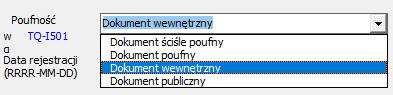 Poufność
Dokument wewnętrzny
w
TQ-I501
g
Dokument ściśle poufny
Dokument poufny
Data rejestracji
Dokument wewnętrzny
(RRRR-MM-DD)
Dokument publiczny